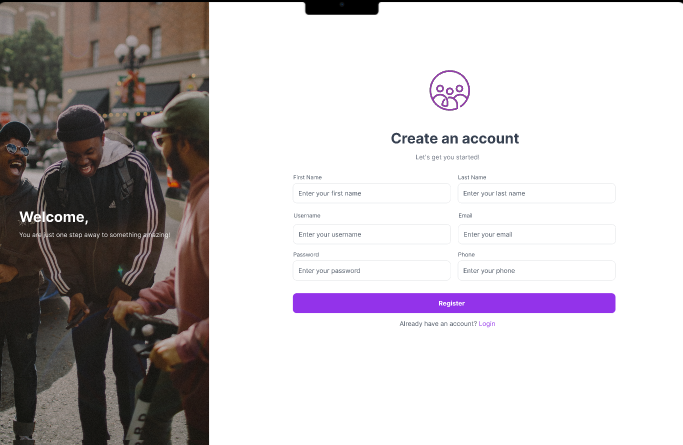 Welcome,
You are just one step away to something amazing!
Create an account
Let's get you started!
First Name
Last Name
Enter your first name
Enter your last name
Username
Email
Enter your username
Enter your email
Password
Phone
Enter your password
Enter your phone
Register
Already have an account? Login